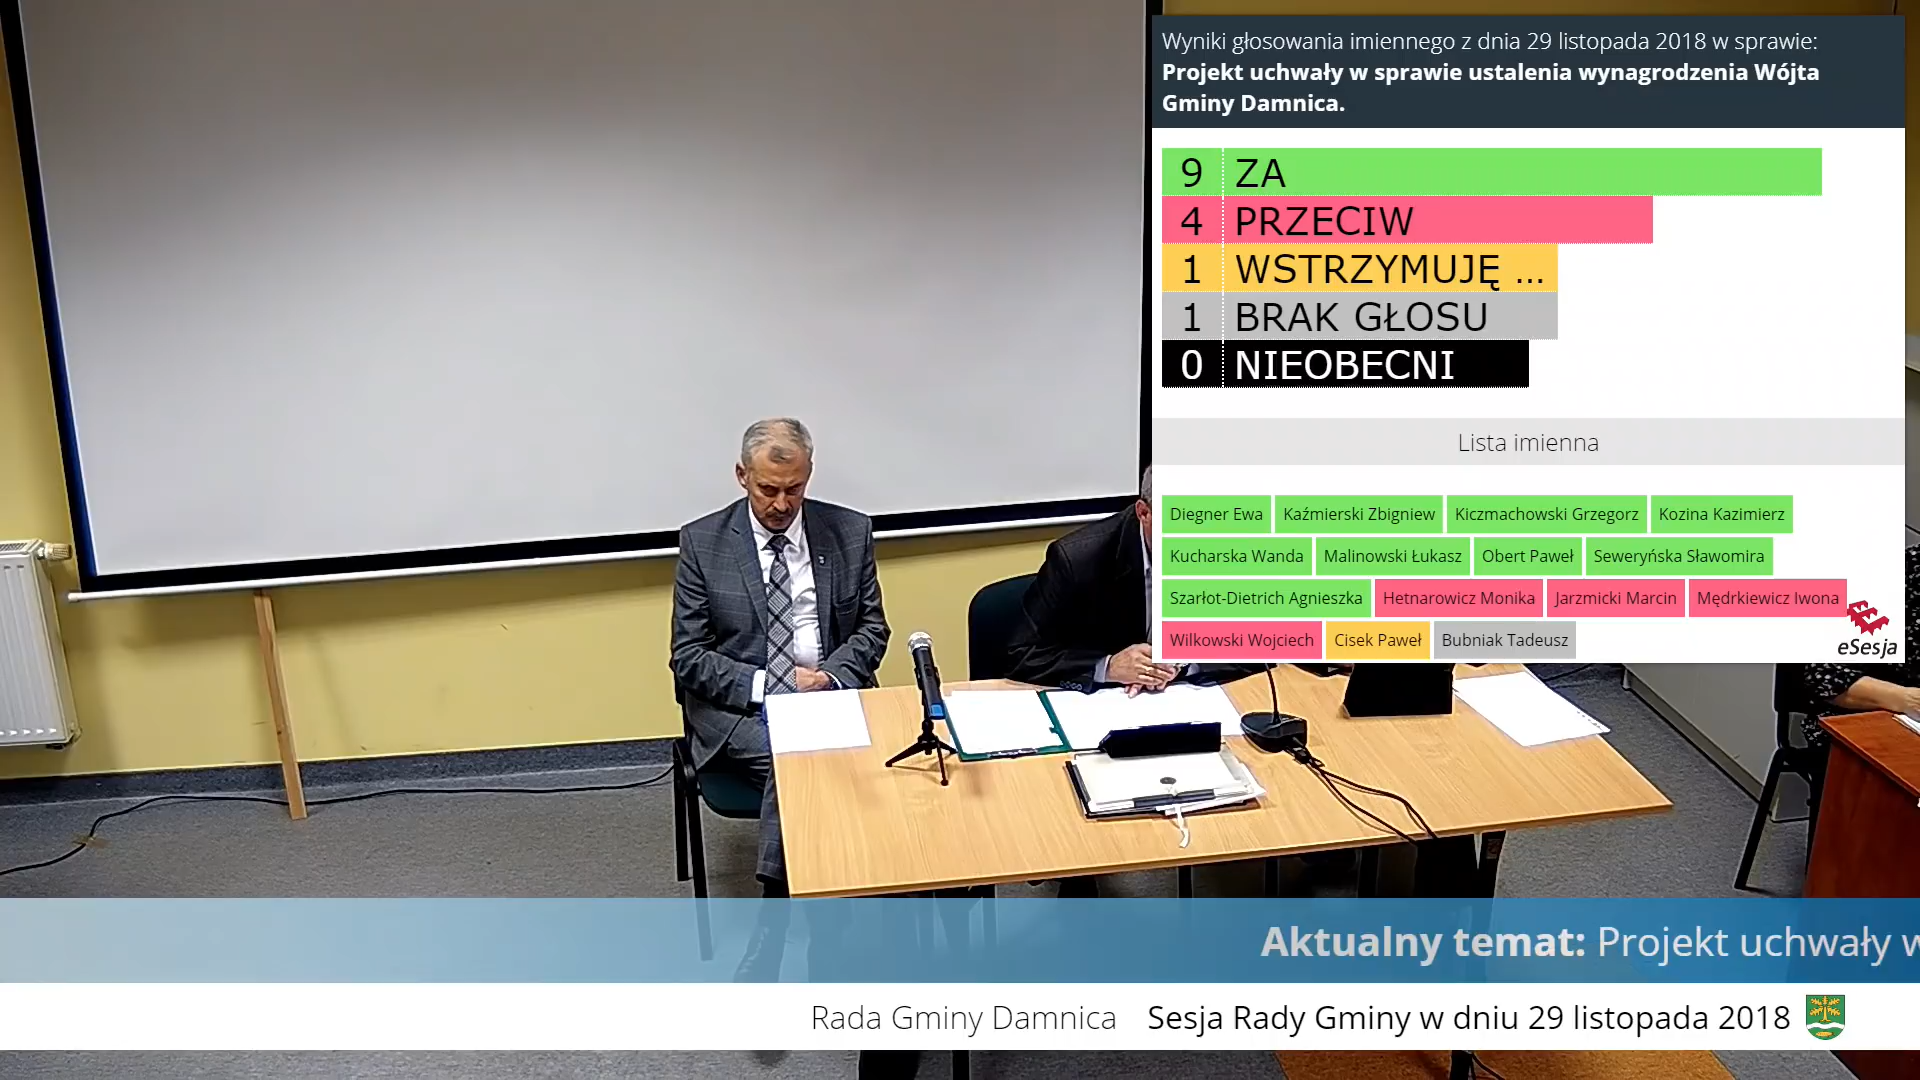 Wyniki głosowania imiennego z dnia 29 listopada 2018 w sprawie:
Projekt uchwały w sprawie ustalenia wynagrodzenia Wójta
Gminy Damnica.
9 ZA
4 PRZECIW
1 WSTRZYMUJĘ ...
1 BRAK GŁOSU
0 NIEOBECNI
Lista imienna
Diegner Ewa Kaźmierski Zbigniew Kiczmachowski Grzegorz Kozina Kazimierz
Kucharska Wanda Malinowski Łukasz Obert Paweł Seweryńska Sławomira
Szarłot-Dietrich Agnieszka Hetnarowicz Monika Jarzmicki Marcin Mędrkiewicz Iwona
Wilkowski Wojciech Cisek Paweł Bubniak Tadeusz
eSesja
Aktualny temat: Projekt uchwały w
Rada Gminy Damnica Sesja Rady Gminy w dniu 29 listopada 2018